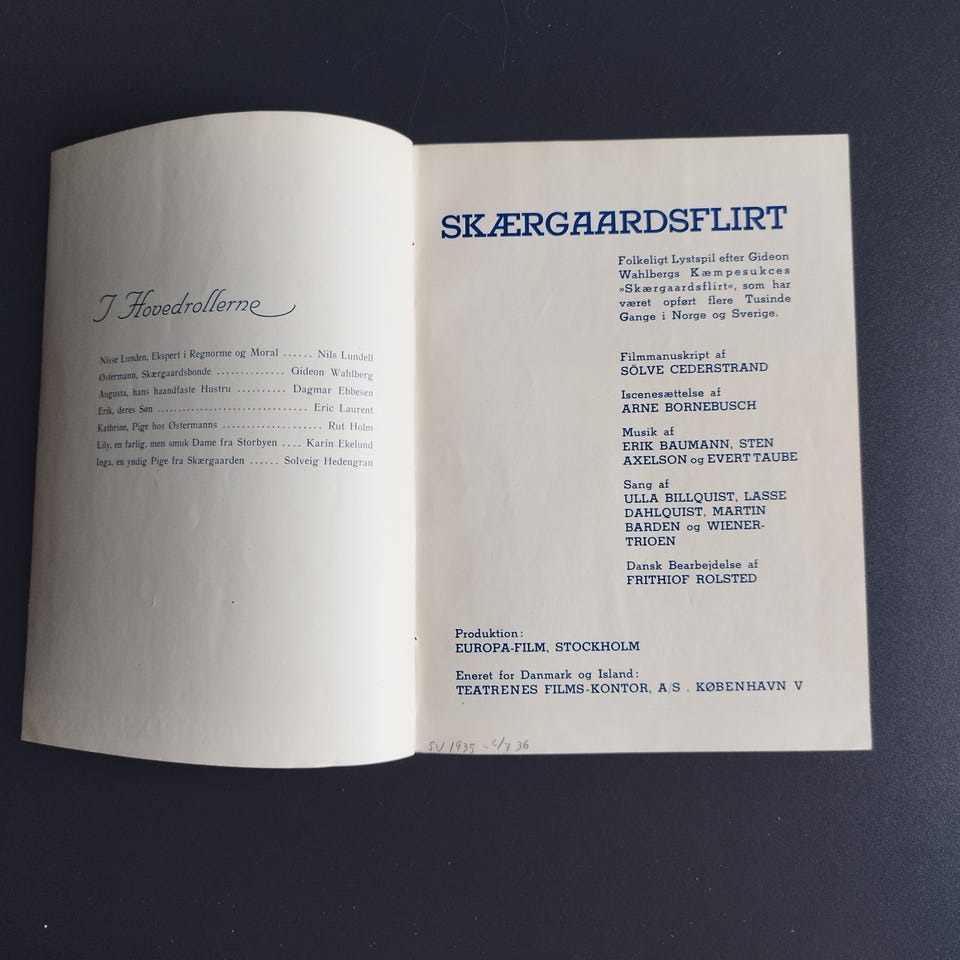 I Hovedrollerne
Nisse Lunden, Ekspert i Regnorme og Moral ...... Nils Lundell
Østermann, Skærgaardsbonde .............. Gideon Wahlberg
Augusta, hans haandfaste Hustru .......... Dagmar Ebbesen
Erik, deres Søn ............................... Eric Laurent
Kathrine, Pige hos Østermanns .................... Rut Holm
Lily, en farlig, men smuk Dame fra Storbyen .... Karin Ekelund
Inga, en yndig Pige fra Skærgaarden ...... Solveig Hedengran
SKÆRGAARDSFLIRT
Folkeligt Lystspil efter Gideon
Wahlbergs Kæmpesukces
»Skærgaardsflirt«, som har
været opført flere Tusinde
Gange i Norge og Sverige.
Filmmanuskript af
SÖLVE CEDERSTRAND
Iscenesættelse af
ARNE BORNEBUSCH
Musik af
ERIK BAUMANN, STEN
AXELSON og EVERT TAUBE
Sang af
ULLA BILLQUIST, LASSE
DAHLQUIST, MARTIN
BARDEN og WIENER-
TRIOEN
Dansk Bearbejdelse af
FRITHIOF ROLSTED
Produktion:
EUROPA-FILM, STOCKHOLM
Eneret for Danmark og Island:
TEATRENES FILMS-KONTOR, A/S . KØBENHAVN V
SV 1935 - 36